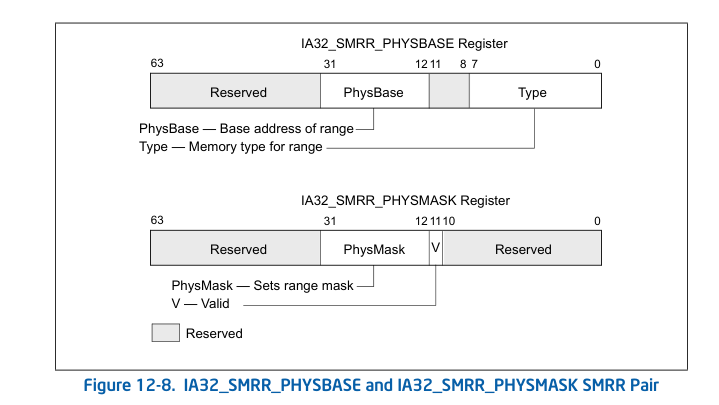 IA32_SMRR_PHYSBASE Register
63 31 12 11 8 7 0
Reserved PhysBase Type
PhysBase — Base address of range
Type — Memory type for range
IA32_SMRR_PHYSMASK Register
63 31 12 11 10 0
Reserved PhysMask V Reserved
PhysMask — Sets range mask
V — Valid
Reserved
Figure 12-8. IA32_SMRR_PHYSBASE and IA32_SMRR_PHYSMASK SMRR Pair